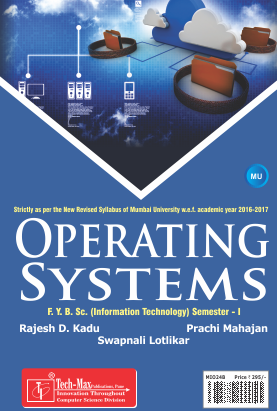 MU
Strictly as per the New Revised Syllabus of Mumbai University w.e.f. academic year 2016-2017
OPERATING
SYSTEMS
F. Y. B. Sc. (Information Technology) Semester - I
Rajesh D. Kadu Prachi Mahajan
Swapnali Lotlikar
Tech-Max Publications, Pune
Innovation Throughout
Computer Science Division
MO324B Price ₹ 295/-